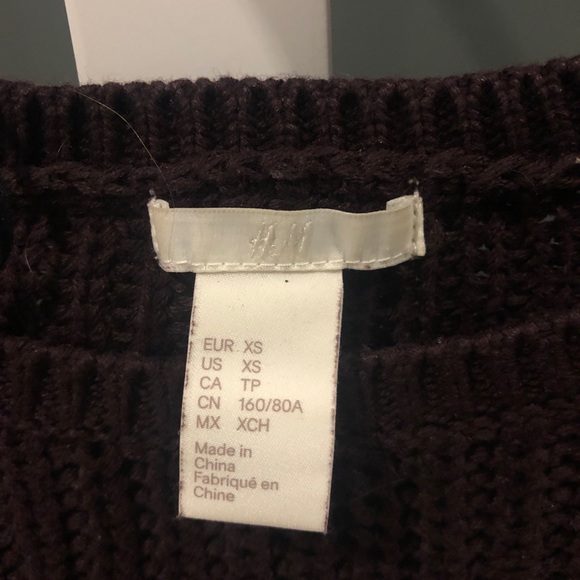 H&M
EUR XS
US XS
CA TP
CN 160/80A
MX XCH
Made in
China
Fabriqué en
Chine